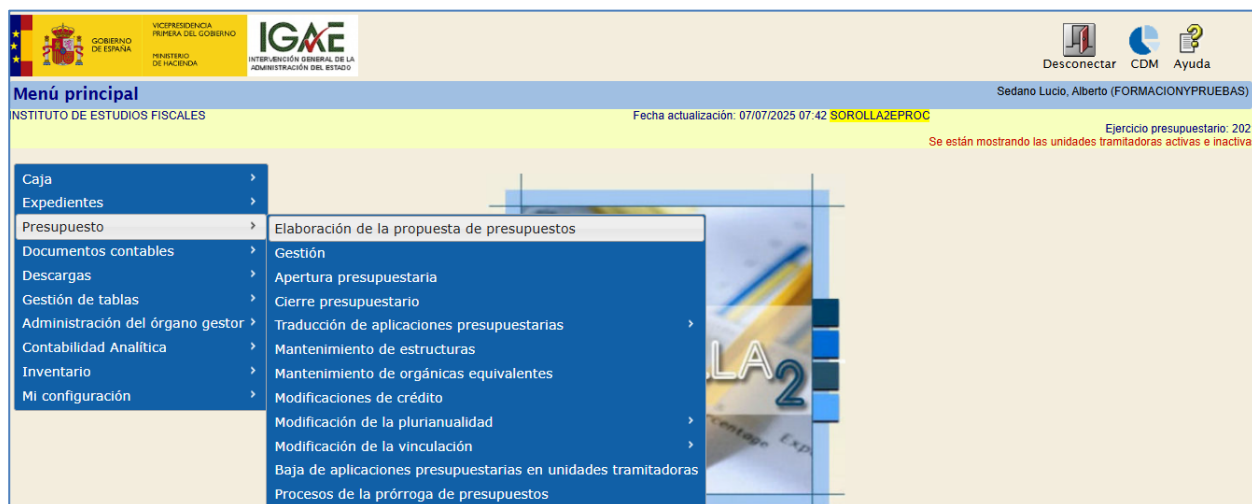 GOBIERNO
DE ESPAÑA
VICEPRESIDENCIA
PRIMERA DEL GOBIERNO
MINISTERIO
DE HACIENDA
IGAE
INTERVENCIÓN GENERAL DE LA
ADMINISTRACIÓN DEL ESTADO
Desconectar CDM Ayuda
Menú principal
Sedano Lucio, Alberto (FORMACIONYPRUEBAS)
INSTITUTO DE ESTUDIOS FISCALES
Fecha actualización: 07/07/2025 07:42 SOROLLA2EPROC
Ejercicio presupuestario: 202
Se están mostrando las unidades tramitadoras activas e inactiva
Caja
Expedientes
Presupuesto
Documentos contables
Descargas
Gestión de tablas
Administración del órgano gestor
Contabilidad Analítica
Inventario
Mi configuración
Elaboración de la propuesta de presupuestos
Gestión
Apertura presupuestaria
Cierre presupuestario
Traducción de aplicaciones presupuestarias
Mantenimiento de estructuras
Mantenimiento de orgánicas equivalentes
Modificaciones de crédito
Modificación de la plurianualidad
Modificación de la vinculación
Baja de aplicaciones presupuestarias en unidades tramitadoras
Procesos de la prórroga de presupuestos
LLA2